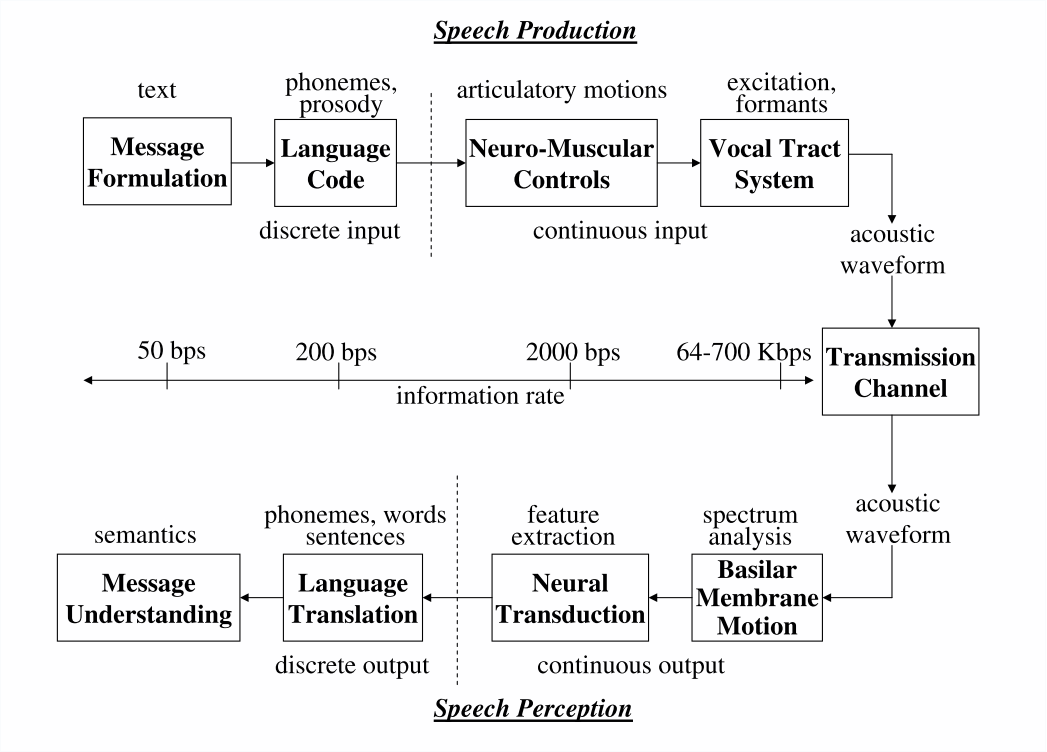 Speech Production
text
phonemes,
prosody
articulatory motions
excitation,
formants
Message
Formulation
Language
Code
Neuro-Muscular
Controls
Vocal Tract
System
discrete input
continuous input
acoustic
waveform
50 bps
200 bps
2000 bps
64-700 Kbps
information rate
Transmission
Channel
acoustic
waveform
semantics
phonemes, words
sentences
feature
extraction
spectrum
analysis
Message
Understanding
Language
Translation
Neural
Transduction
Basilar
Membrane
Motion
discrete output
continuous output
Speech Perception